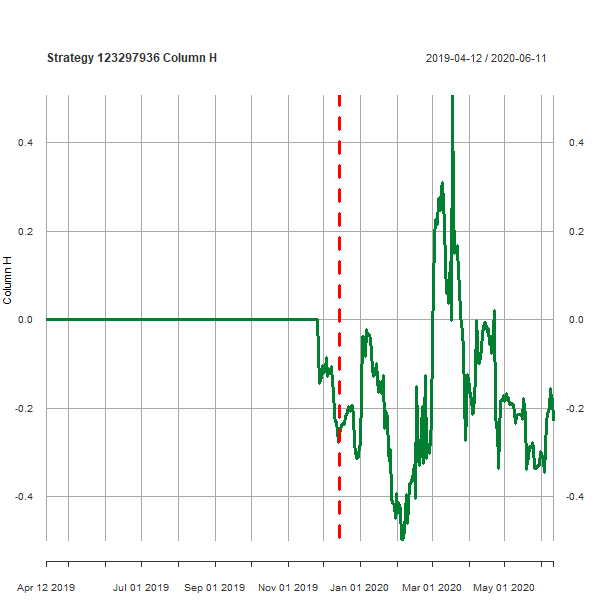 Strategy 123297936 Column H
2019-04-12 / 2020-06-11
Column H
0.4 0.4
0.2 0.2
0.0 0.0
-0.2 -0.2
-0.4 -0.4
Apr 12 2019 Jul 01 2019 Sep 01 2019 Nov 01 2019 Jan 01 2020 Mar 01 2020 May 01 2020